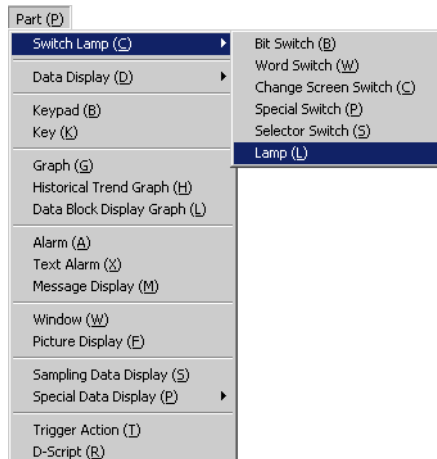 Part (P)
Switch Lamp (C)
Data Display (D)
Keypad (B)
Key (K)
Graph (G)
Historical Trend Graph (H)
Data Block Display Graph (L)
Alarm (A)
Text Alarm (X)
Message Display (M)
Window (W)
Picture Display (F)
Sampling Data Display (S)
Special Data Display (P)
Trigger Action (T)
D-Script (R)
Bit Switch (B)
Word Switch (W)
Change Screen Switch (C)
Special Switch (P)
Selector Switch (S)
Lamp (L)